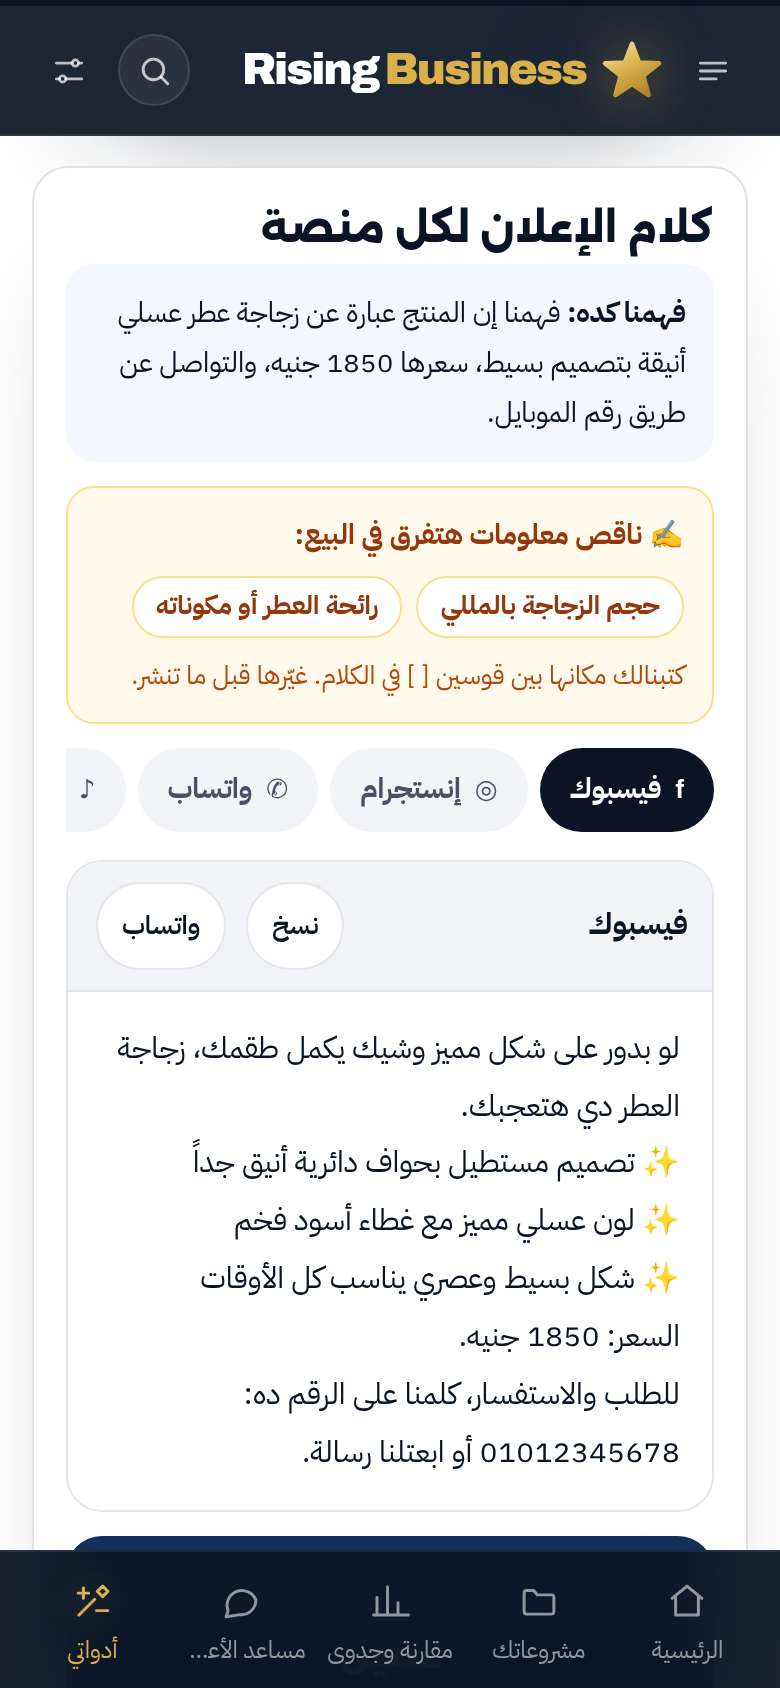 Rising Business
كلام الإعلان لكل منصة
فهمنا كده: فهمنا إن المنتج عبارة عن زجاجة عطر عسلي
أنيقة بتصميم بسيط، سعرها 1850 جنيه، والتواصل عن
طريق رقم الموبايل.
✍️ ناقص معلومات هتفرق في البيع:
حجم الزجاجة بالمللي
رائحة العطر أو مكوناته
كتبنالك مكانها بين قوسين [ ] في الكلام. غيّرها قبل ما تنشر.
f فيسبوك
◎ إنستجرام
✆ واتساب
♪
فيسبوك
نسخ
واتساب
لو بدور على شكل مميز وشيك يكمل طقمك، زجاجة
العطر دي هتعجبك.
✨ تصميم مستطيل بحواف دائرية أنيق جداً
✨ لون عسلي مميز مع غطاء أسود فخم
✨ شكل بسيط وعصري يناسب كل الأوقات
السعر: 1850 جنيه.
للطلب والاستفسار، كلمنا على الرقم ده:
01012345678 أو ابعتلنا رسالة.
الرئيسية
مشروعاتك
مقارنة وجدوى
مساعد الأع...
أدواتي